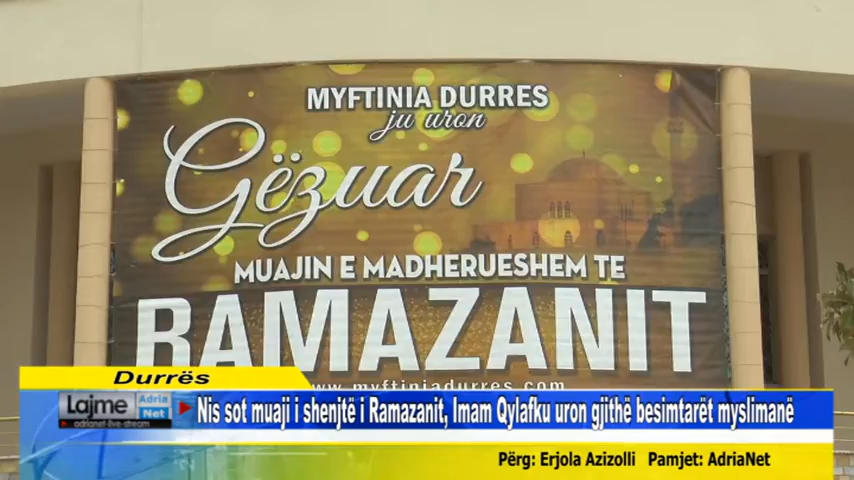 MYFTINIA DURRES
ju uron
Gëzuar
MUAJIN E MADHERUESHEM TE
RAMAZANIT
www.myftiniadurres.com
Durrës
Lajme Adria Net
adrianet-live-stream
Nis sot muaji i shenjtë i Ramazanit, Imam Qylafku uron gjithë besimtarët myslimanë
Përg: Erjola Azizolli Pamjet: AdriaNet